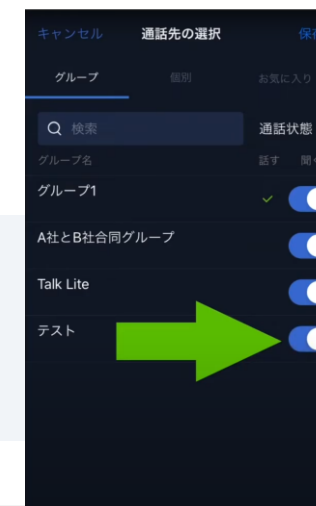 キャンセル 通話先の選択
グループ 個別 お気に入り
検索 通話状態
グループ名 話す
グループ1
A社とB社合同グループ
Talk Lite
テスト